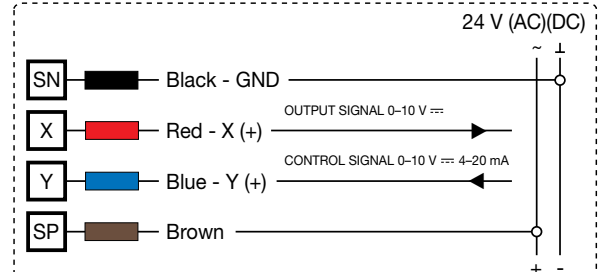 24 V (AC)(DC)
~ ⊥
SN Black - GND
X Red - X (+) OUTPUT SIGNAL 0–10 V ⎓
Y Blue - Y (+) CONTROL SIGNAL 0–10 V ⎓ 4–20 mA
SP Brown
+ -